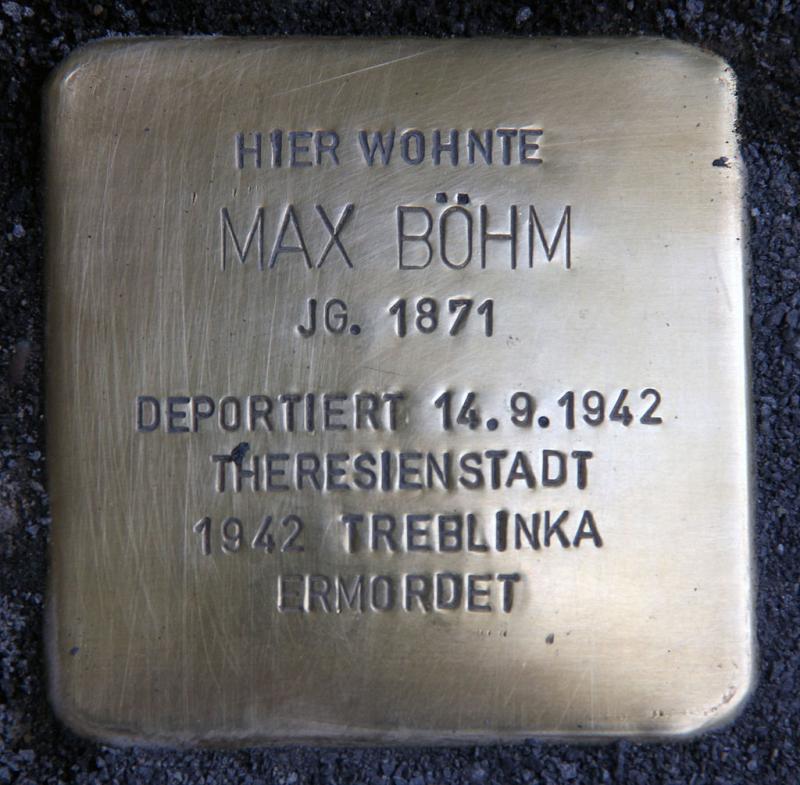 HIER WOHNTE
MAX BÖHM
JG. 1871
DEPORTIERT 14.9.1942
THERESIENSTADT
1942 TREBLINKA
ERMORDET